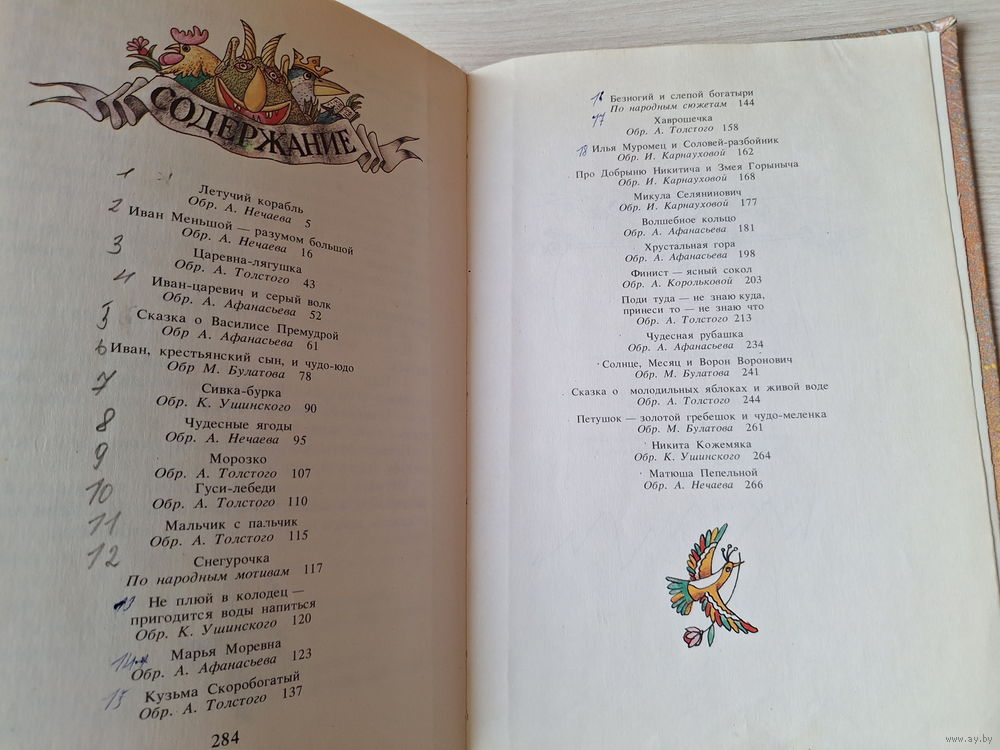 СОДЕРЖАНИЕ
1
Летучий корабль
Обр. А. Нечаева 5
2 Иван Меньшой — разумом большой
Обр. А. Нечаева 16
3 Царевна-лягушка
Обр. А. Толстого 43
4 Иван-царевич и серый волк
Обр. А. Афанасьева 52
5 Сказка о Василисе Премудрой
Обр А. Афанасьева 61
6 Иван, крестьянский сын, и чудо-юдо
Обр М. Булатова 78
7 Сивка-бурка
Обр. К. Ушинского 90
8 Чудесные ягоды
Обр. А. Нечаева 95
9 Морозко
Обр. А. Толстого 107
10 Гуси-лебеди
Обр. А. Толстого 110
11 Мальчик с пальчик
Обр. А. Толстого 115
12 Снегурочка
По народным мотивам 117
13 Не плюй в колодец —
пригодится воды напиться
Обр. К. Ушинского 120
14 Марья Моревна
Обр. А. Афанасьева 123
15 Кузьма Скоробогатый
Обр. А. Толстого 137
284
16 Безногий и слепой богатыри
По народным сюжетам 144
17 Хаврошечка
Обр. А. Толстого 158
18 Илья Муромец и Соловей-разбойник
Обр. И. Карнауховой 162
Про Добрыню Никитича и Змея Горыныча
Обр. И. Карнауховой 168
Микула Селянинович
Обр. И. Карнауховой 177
Волшебное кольцо
Обр. А. Афанасьева 181
Хрустальная гора
Обр. А. Афанасьева 198
Финист — ясный сокол
Обр. А. Корольковой 203
Поди туда — не знаю куда,
принеси то — не знаю что
Обр. А. Толстого 213
Чудесная рубашка
Обр. А. Афанасьева 234
Солнце, Месяц и Ворон Воронович
Обр. М. Булатова 241
Сказка о молодильных яблоках и живой воде
Обр. А. Толстого 244
Петушок — золотой гребешок и чудо-меленка
Обр. М. Булатова 261
Никита Кожемяка
Обр. К. Ушинского 264
Матюша Пепельной
Обр. А. Нечаева 266
www.ay.by